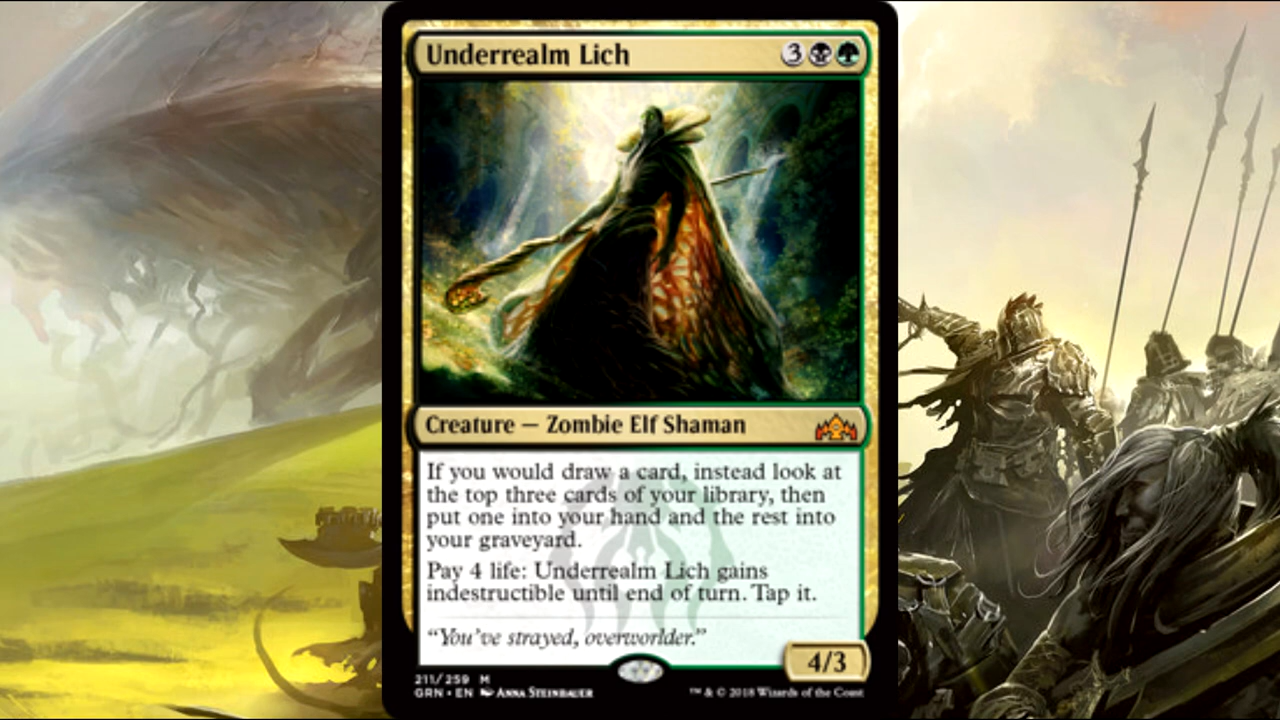 Underrealm Lich 3
Creature — Zombie Elf Shaman
If you would draw a card, instead look at
the top three cards of your library, then
put one into your hand and the rest into
your graveyard.
Pay 4 life: Underrealm Lich gains
indestructible until end of turn. Tap it.
“You’ve strayed, overworlder.”
4/3
211/259 M
GRN • EN Anna Steinbauer
™ & © 2018 Wizards of the Coast